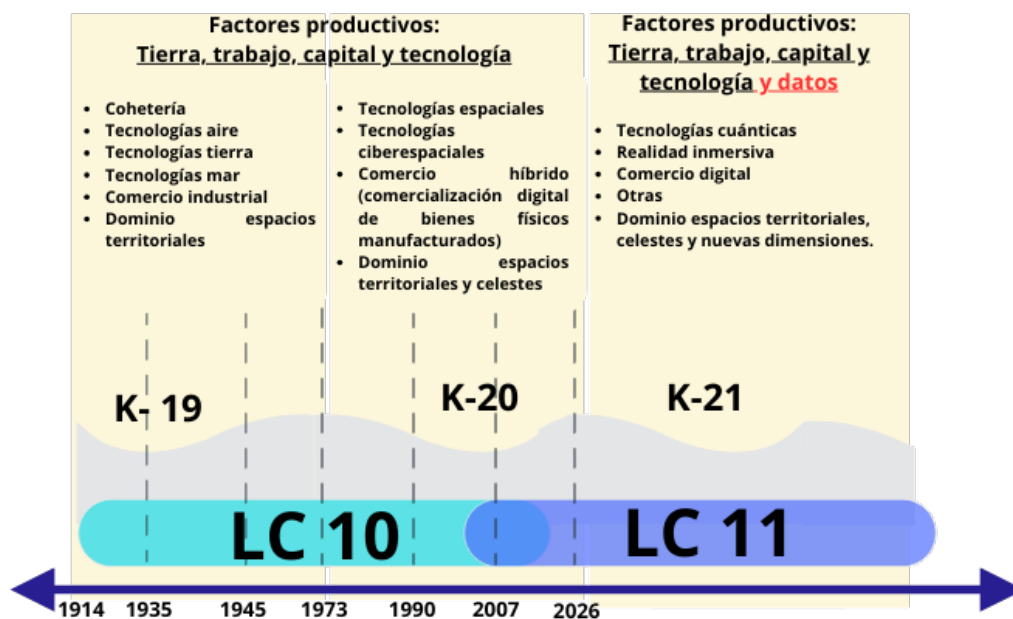 Factores productivos:
Tierra, trabajo, capital y tecnología
• Cohetería
• Tecnologías aire
• Tecnologías tierra
• Tecnologías mar
• Comercio industrial
• Dominio espacios
territoriales
• Tecnologías espaciales
• Tecnologías
ciberespaciales
• Comercio híbrido
(comercialización digital
de bienes físicos
manufacturados)
• Dominio espacios
territoriales y celestes
Factores productivos:
Tierra, trabajo, capital y
tecnología y datos
• Tecnologías cuánticas
• Realidad inmersiva
• Comercio digital
• Otras
• Dominio espacios territoriales,
celestes y nuevas dimensiones.
K- 19
K-20
K-21
LC 10
LC 11
1914 1935 1945 1973 1990 2007 2026